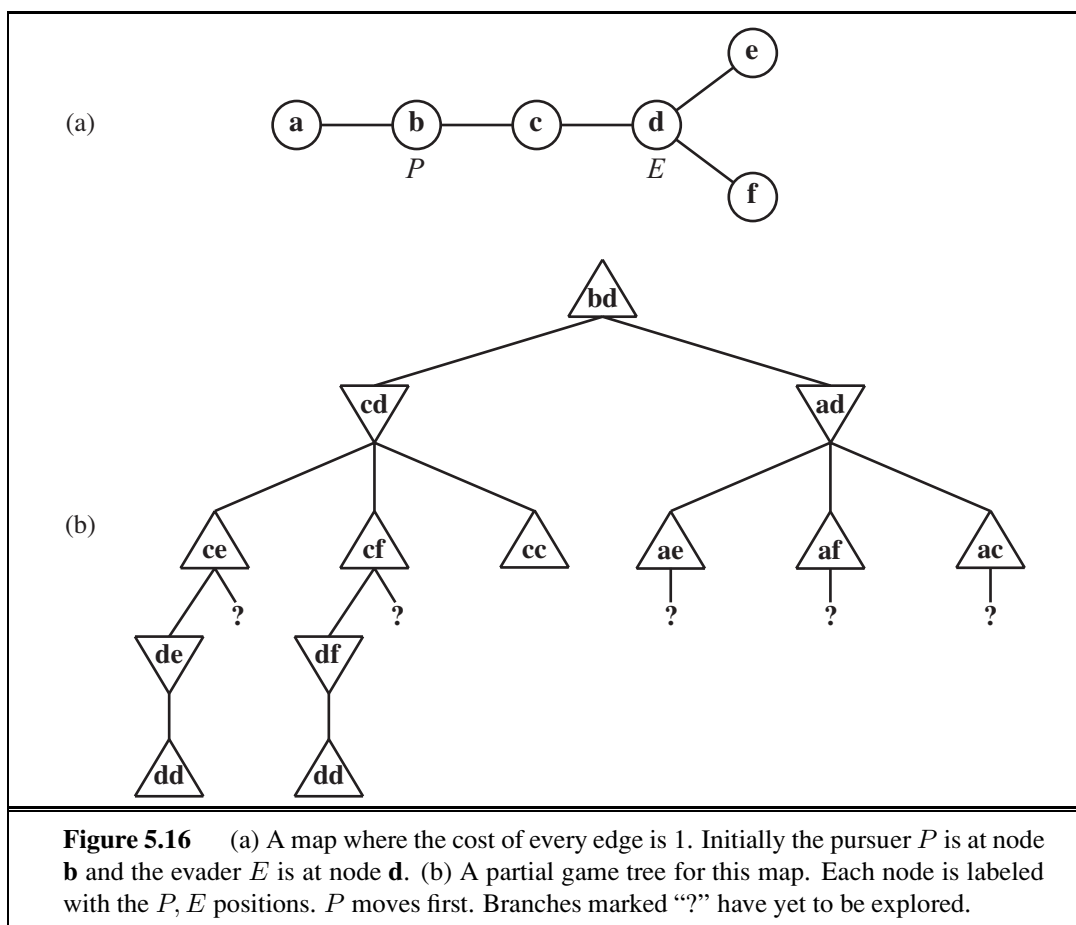 e
(a)
a b c d
P E
f
bd
cd ad
(b)
ce cf cc ae af ac
? ? ? ? ?
de df
dd dd
Figure 5.16 (a) A map where the cost of every edge is 1. Initially the pursuer P is at node
b and the evader E is at node d. (b) A partial game tree for this map. Each node is labeled
with the P, E positions. P moves first. Branches marked “?” have yet to be explored.